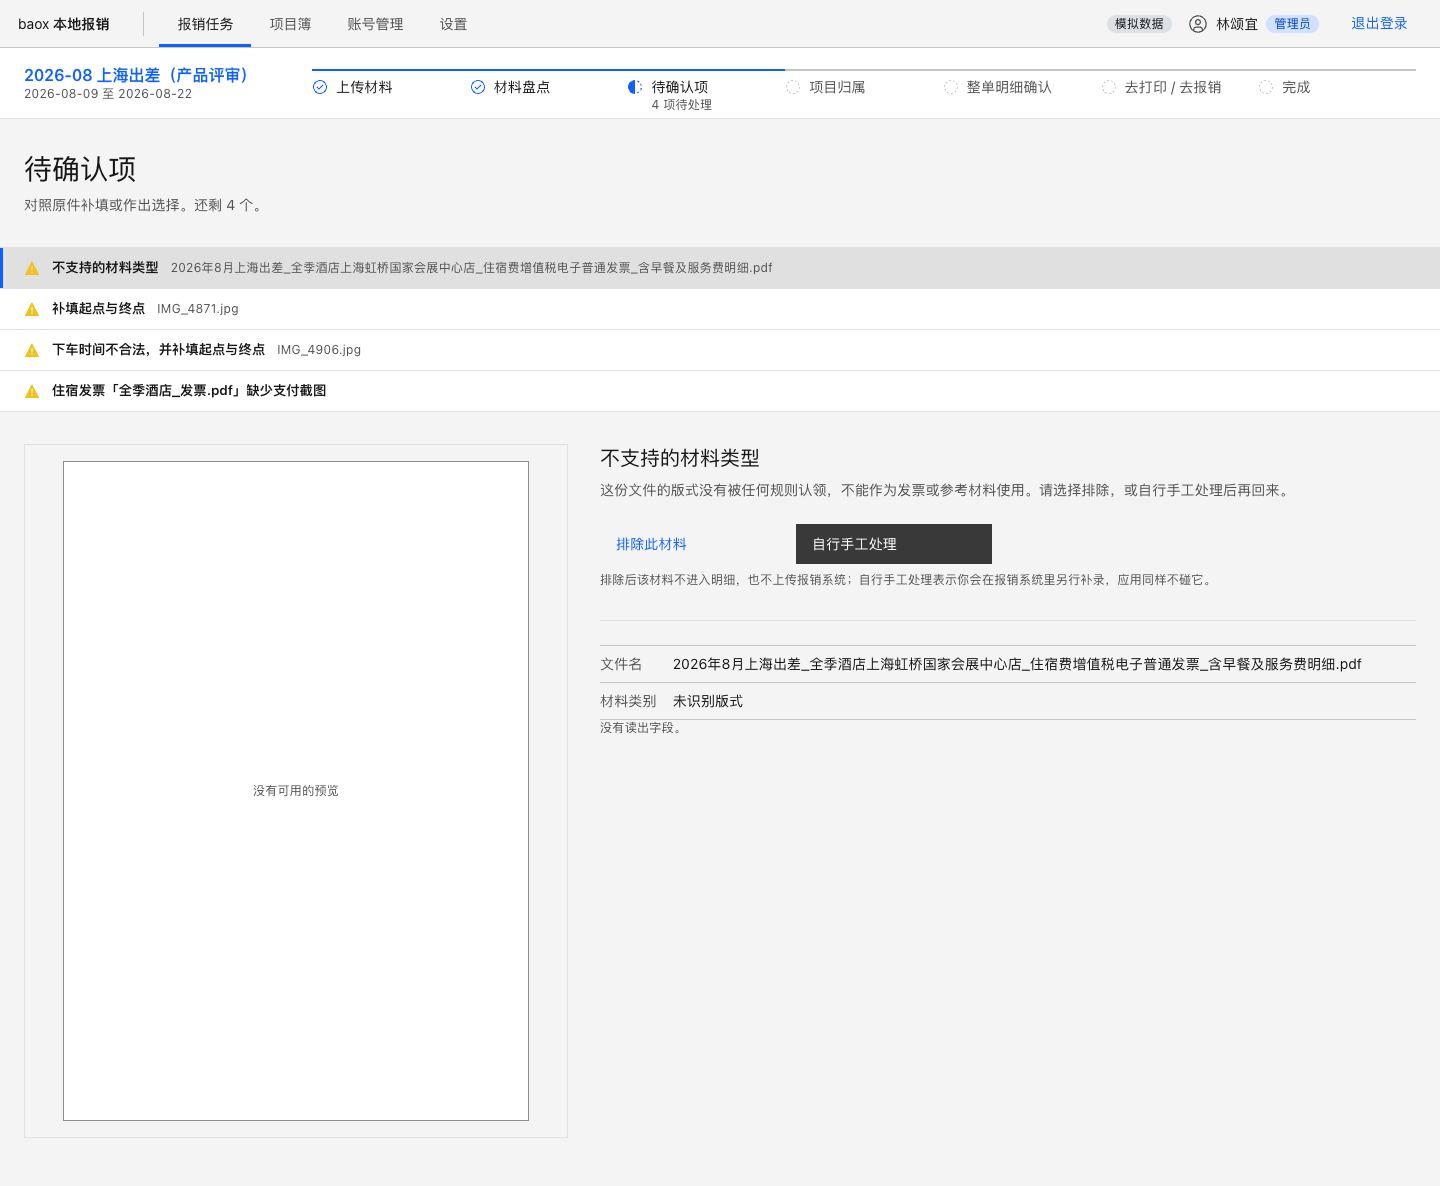 baox 本地报销
报销任务
项目簿
账号管理
设置
模拟数据
林颂宜
管理员
退出登录
2026-08 上海出差（产品评审）
2026-08-09 至 2026-08-22
上传材料
材料盘点
待确认项
4 项待处理
项目归属
整单明细确认
去打印 / 去报销
完成
待确认项
对照原件补填或作出选择。还剩 4 个。
不支持的材料类型 2026年8月上海出差_全季酒店上海虹桥国家会展中心店_住宿费增值税电子普通发票_含早餐及服务费明细.pdf
补填起点与终点 IMG_4871.jpg
下车时间不合法，并补填起点与终点 IMG_4906.jpg
住宿发票「全季酒店_发票.pdf」缺少支付截图
没有可用的预览
不支持的材料类型
这份文件的版式没有被任何规则认领，不能作为发票或参考材料使用。请选择排除，或自行手工处理后再回来。
排除此材料
自行手工处理
排除后该材料不进入明细，也不上传报销系统；自行手工处理表示你会在报销系统里另行补录，应用同样不碰它。
文件名 2026年8月上海出差_全季酒店上海虹桥国家会展中心店_住宿费增值税电子普通发票_含早餐及服务费明细.pdf
材料类别 未识别版式
没有读出字段。